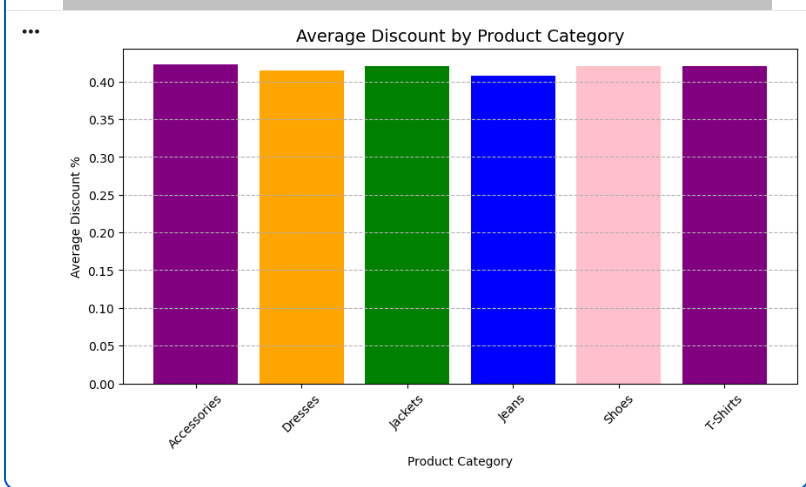 •••
Average Discount by Product Category
Average Discount %
0.40
0.35
0.30
0.25
0.20
0.15
0.10
0.05
0.00
Accessories
Dresses
Jackets
Jeans
Shoes
T-Shirts
Product Category